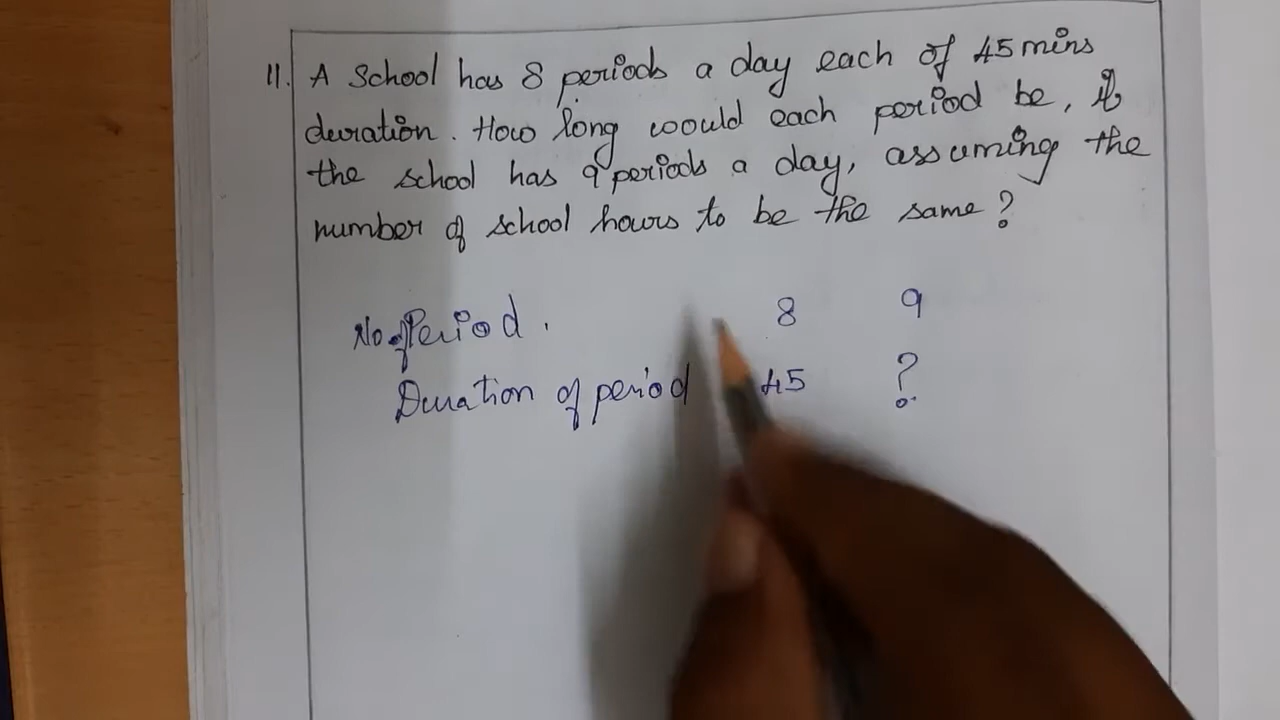 11. A School has 8 periods a day each of 45 mins
duration. How long would each period be, if
the school has 9 periods a day, assuming the
number of school hours to be the same?
No. of Period. 8 9
Duration of period 45 ?